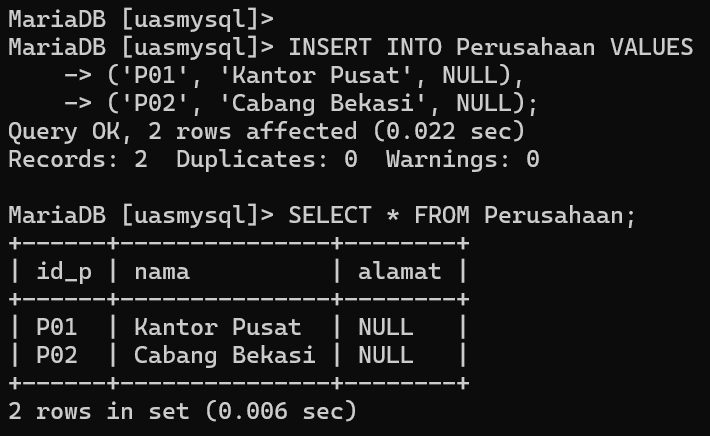 MariaDB [uasmysql]>
MariaDB [uasmysql]> INSERT INTO Perusahaan VALUES
    -> ('P01', 'Kantor Pusat', NULL),
    -> ('P02', 'Cabang Bekasi', NULL);
Query OK, 2 rows affected (0.022 sec)
Records: 2  Duplicates: 0  Warnings: 0

MariaDB [uasmysql]> SELECT * FROM Perusahaan;
+------+---------------+--------+
| id_p | nama          | alamat |
+------+---------------+--------+
| P01  | Kantor Pusat  | NULL   |
| P02  | Cabang Bekasi | NULL   |
+------+---------------+--------+
2 rows in set (0.006 sec)